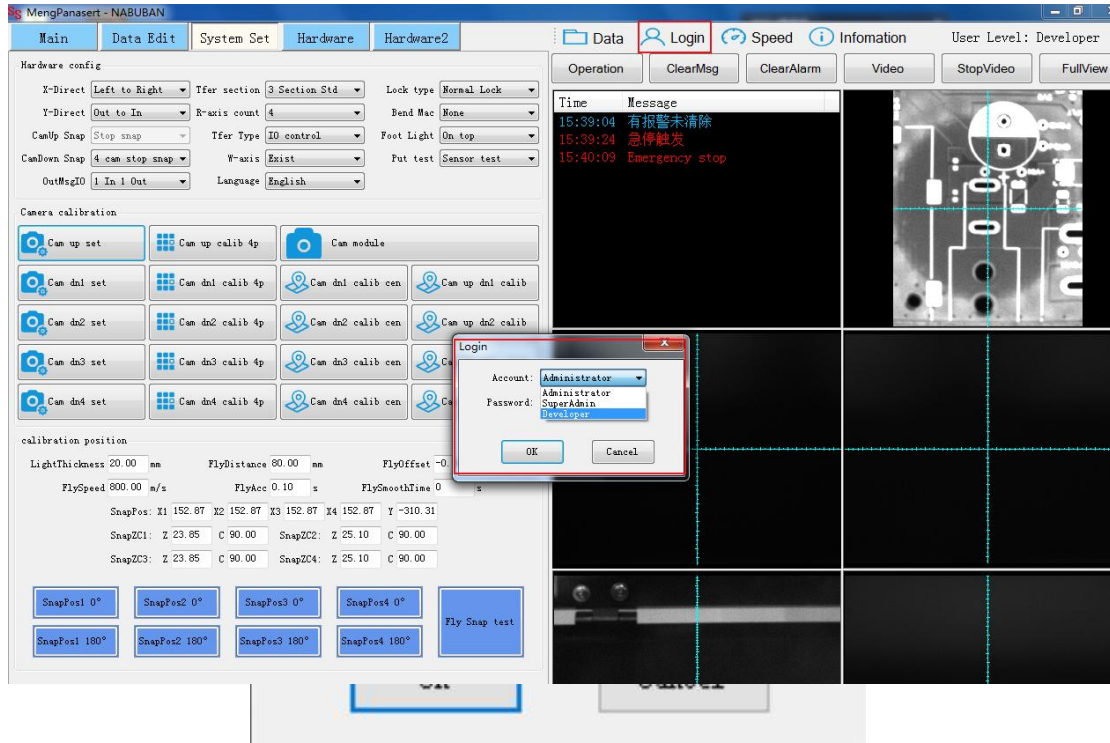 MengPanasert - NABUBAN
Main Data Edit System Set Hardware Hardware2
Data Login Speed Infomation User Level: Developer
Operation ClearMsg ClearAlarm Video StopVideo FullView
Hardware config
X-Direct Left to Right Tfer section 3 Section Std Lock type Normal Lock
Y-Direct Out to In R-axis count 4 Bend Mac None
CamUp Snap Stop snap Tfer Type IO control Foot Light On top
CamDown Snap 4 cam stop snap W-axis Exist Put test Sensor test
OutMsgIO 1 In 1 Out Language English
Time Message
15:39:04 有报警未清除
15:39:24 急停触发
15:40:09 Emergency stop
Camera calibration
Cam up set Cam up calib 4p Cam module
Cam dn1 set Cam dn1 calib 4p Cam dn1 calib cen Cam up dn1 calib
Cam dn2 set Cam dn2 calib 4p Cam dn2 calib cen Cam up dn2 calib
Cam dn3 set Cam dn3 calib 4p Cam dn3 calib cen
Cam dn4 set Cam dn4 calib 4p Cam dn4 calib cen
Login
Account: Administrator
Administrator
Password: SuperAdmin
Developer
OK Cancel
calibration position
LightThickness 20.00 mm FlyDistance 80.00 mm FlyOffset -0.
FlySpeed 800.00 m/s FlyAcc 0.10 s FlySmoothTime 0 s
SnapPos: X1 152.87 X2 152.87 X3 152.87 X4 152.87 Y -310.31
SnapZC1: Z 23.85 C 90.00 SnapZC2: Z 25.10 C 90.00
SnapZC3: Z 23.85 C 90.00 SnapZC4: Z 25.10 C 90.00
SnapPos1 0° SnapPos2 0° SnapPos3 0° SnapPos4 0° Fly Snap test
SnapPos1 180° SnapPos2 180° SnapPos3 180° SnapPos4 180°